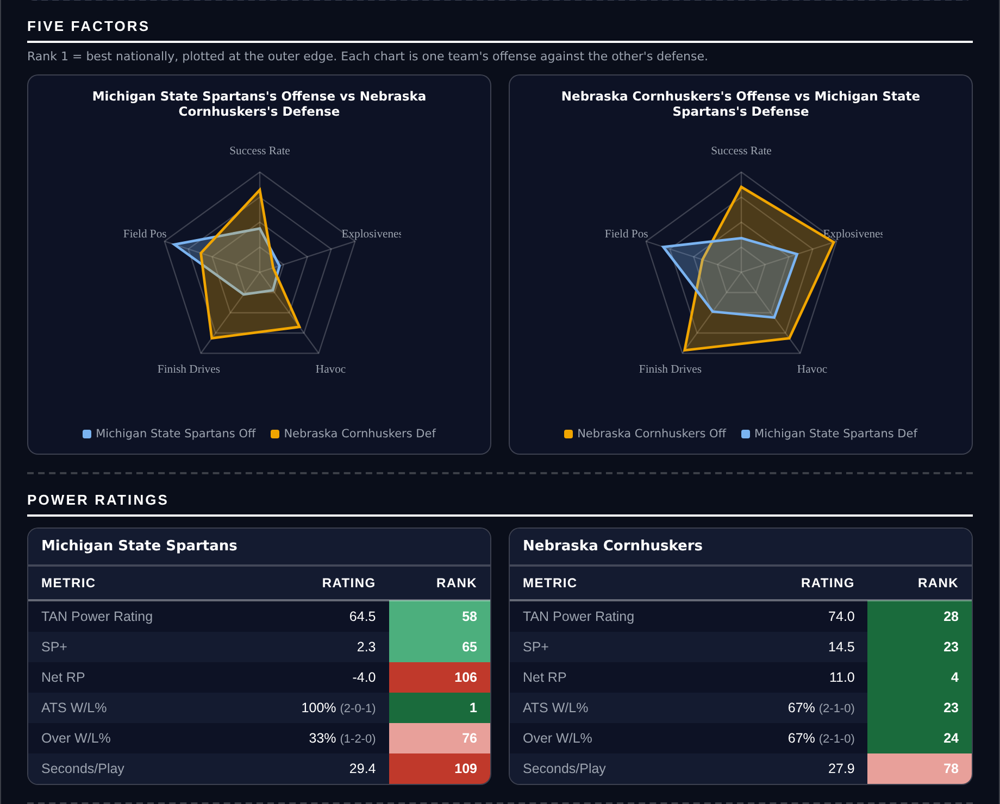 FIVE FACTORS
Rank 1 = best nationally, plotted at the outer edge. Each chart is one team's offense against the other's defense.
Michigan State Spartans's Offense vs Nebraska
Cornhuskers's Defense
Success Rate
Field Pos
Explosivenes
Finish Drives
Havoc
Michigan State Spartans Off
Nebraska Cornhuskers Def
Nebraska Cornhuskers's Offense vs Michigan State
Spartans's Defense
Success Rate
Field Pos
Explosivenes
Finish Drives
Havoc
Nebraska Cornhuskers Off
Michigan State Spartans Def
POWER RATINGS
Michigan State Spartans
METRIC RATING RANK
TAN Power Rating 64.5 58
SP+ 2.3 65
Net RP -4.0 106
ATS W/L% 100% (2-0-1) 1
Over W/L% 33% (1-2-0) 76
Seconds/Play 29.4 109
Nebraska Cornhuskers
METRIC RATING RANK
TAN Power Rating 74.0 28
SP+ 14.5 23
Net RP 11.0 4
ATS W/L% 67% (2-1-0) 23
Over W/L% 67% (2-1-0) 24
Seconds/Play 27.9 78